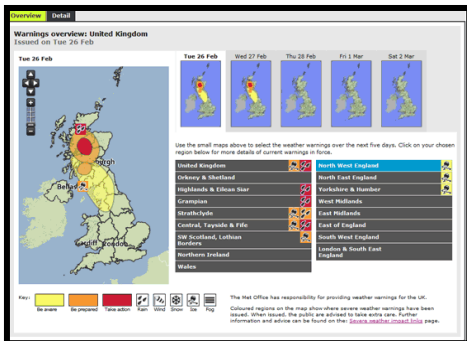 Overview Detail
Warnings overview: United Kingdom
Issued on Tue 26 Feb
Tue 26 Feb
Tue 26 Feb Wed 27 Feb Thu 28 Feb Fri 1 Mar Sat 2 Mar
Use the small maps above to select the weather warnings over the next five days. Click on your chosen
region below for more details of current warnings in force.
United Kingdom
Orkney & Shetland
Highlands & Eilean Siar
Grampian
Strathclyde
Central, Tayside & Fife
SW Scotland, Lothian
Borders
Northern Ireland
Wales
North West England
North East England
Yorkshire & Humber
West Midlands
East Midlands
East of England
South West England
London & South East
England
burgh
Belfas
Cardiff London
Key:
Be aware Be prepared Take action Rain Wind Snow Ice Fog
The Met Office has responsibility for providing weather warnings for the UK.
Coloured regions on the map show where severe weather warnings have been
issued. When issued, the public are advised to take extra care. Further
information and advice can be found on the: Severe weather impact links page.